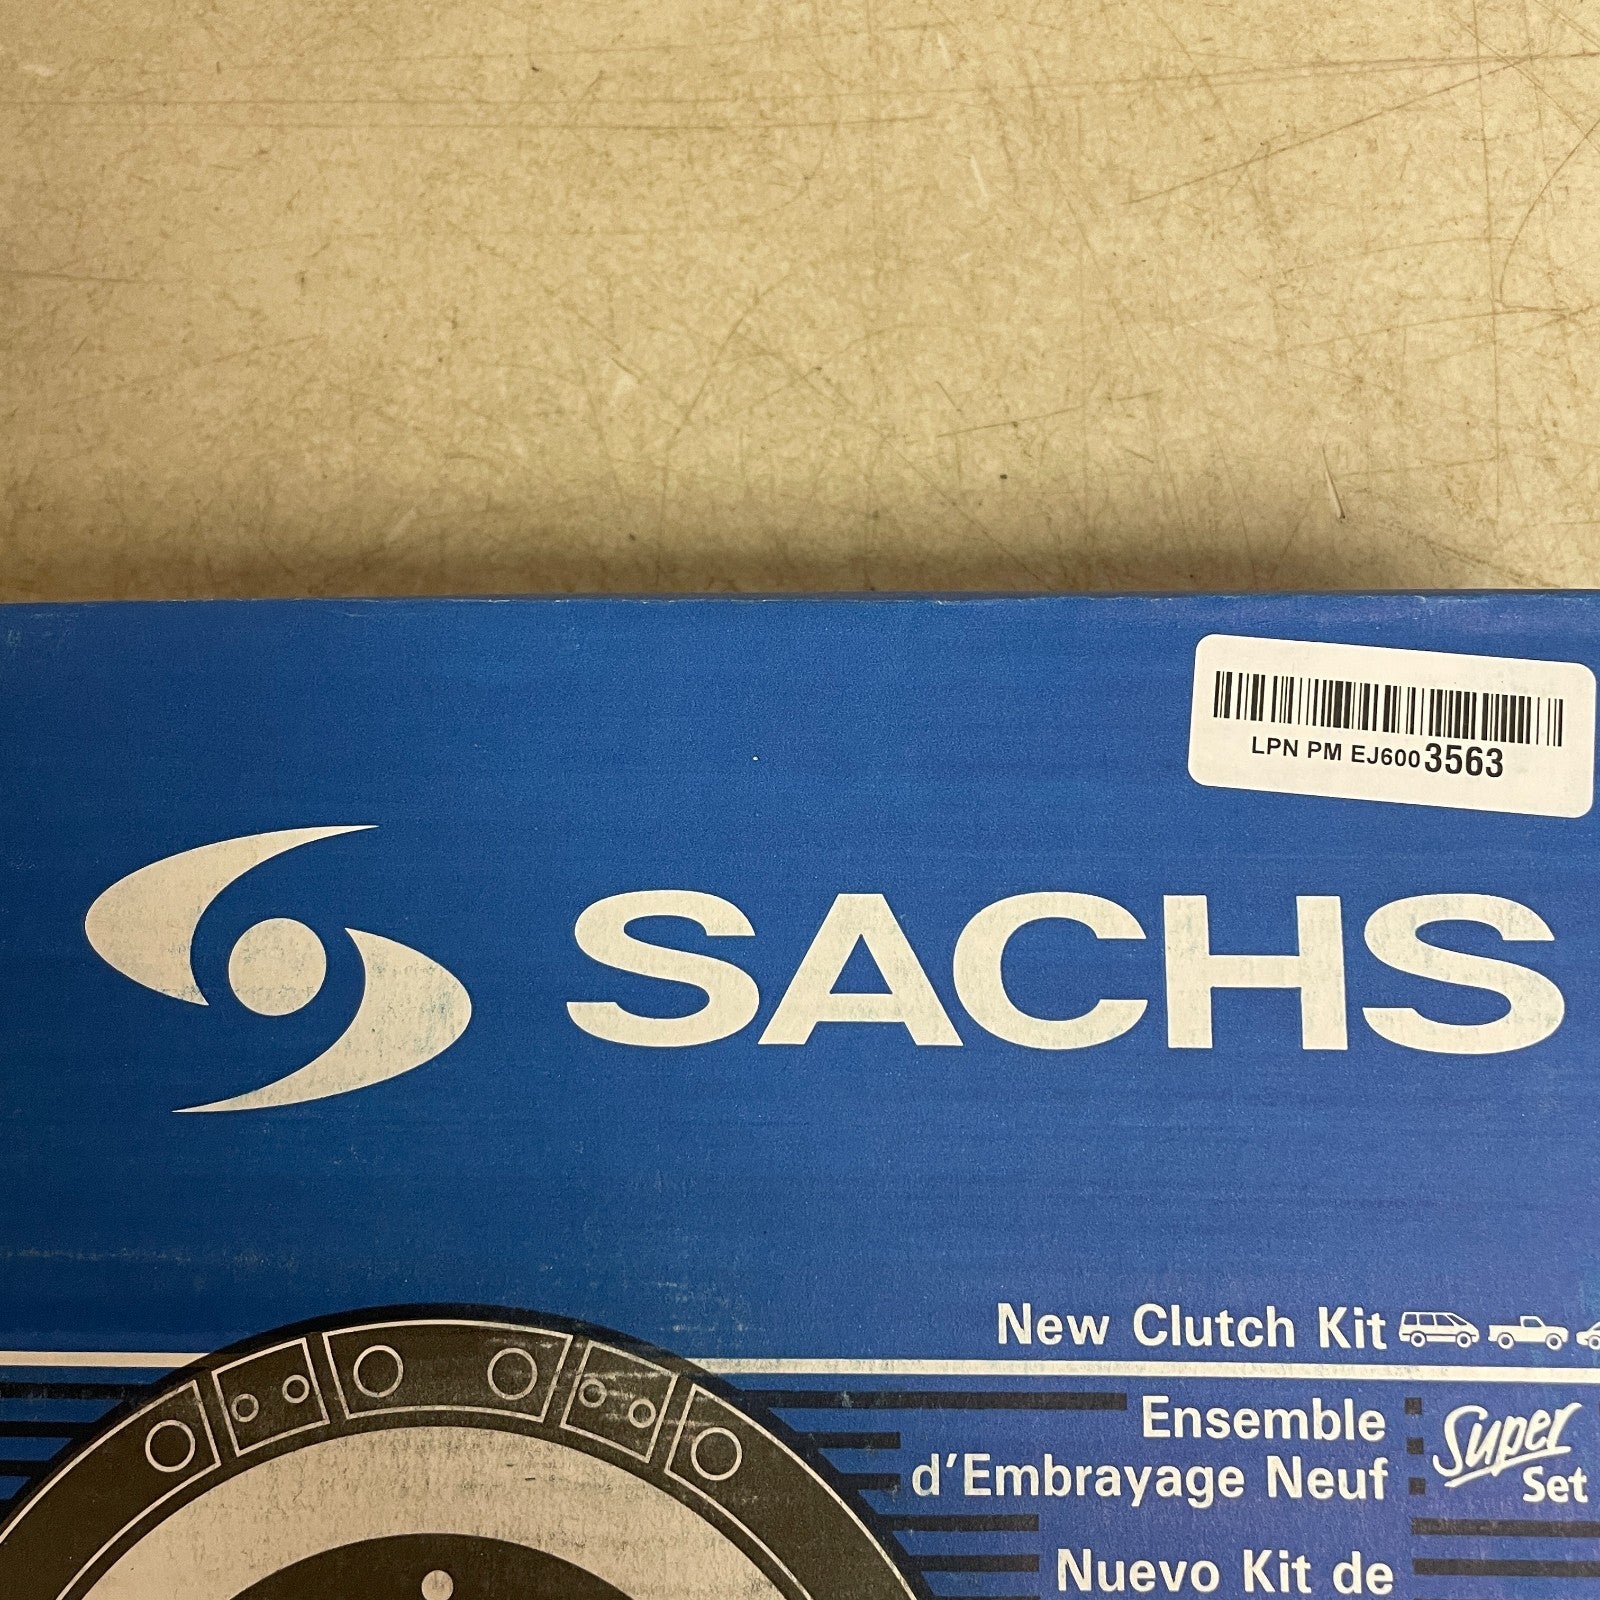 LPN PM EJ6003563
SACHS
New Clutch Kit
Ensemble
d'Embrayage Neuf
Super
Set
Nuevo Kit de